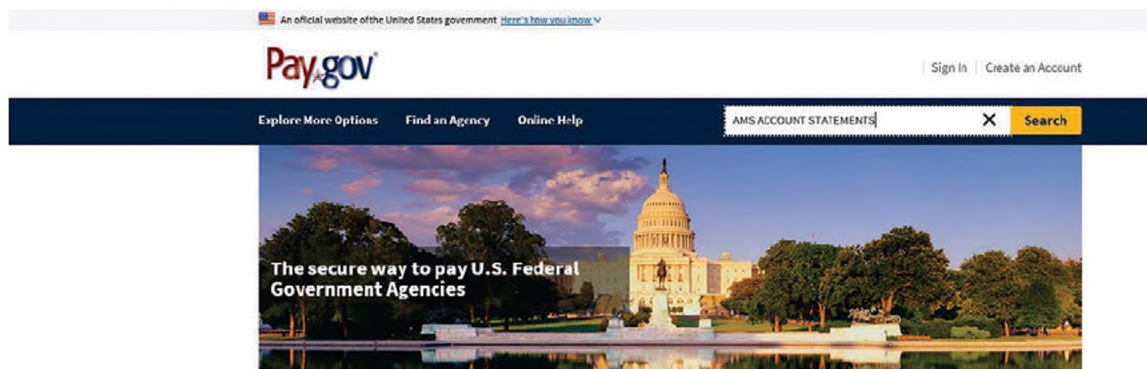 An official website of the United States government Here's how you know
Pay.gov
Sign In Create an Account
Explore More Options Find an Agency Online Help AMS ACCOUNT STATEMENTS Search
The secure way to pay U.S. Federal
Government Agencies